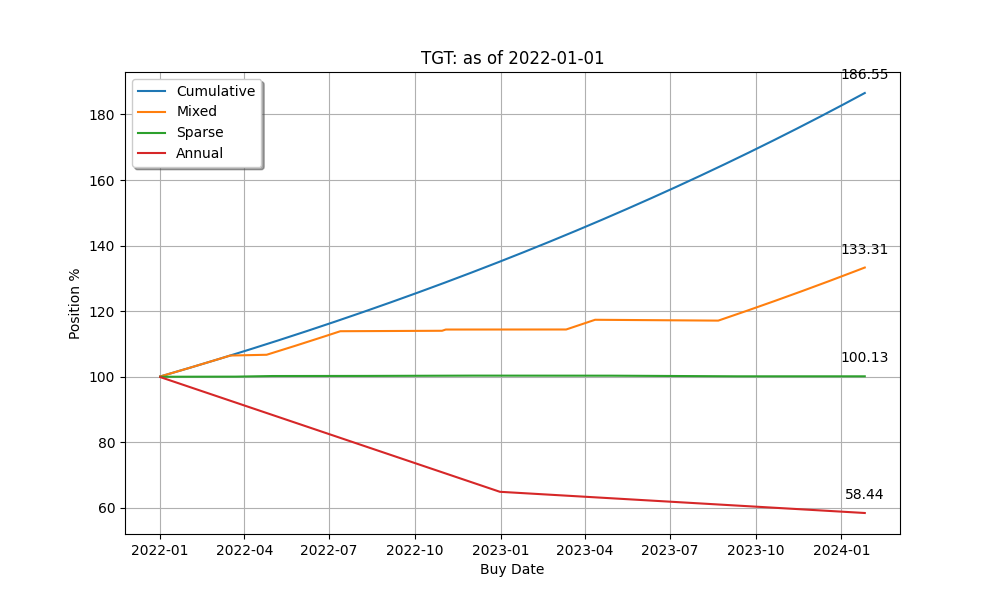 TGT: as of 2022-01-01
186.55
Cumulative
Mixed
Sparse
Annual
180
160
140
120
100
80
60
133.31
100.13
58.44
Position %
2022-01 2022-04 2022-07 2022-10 2023-01 2023-04 2023-07 2023-10 2024-01
Buy Date